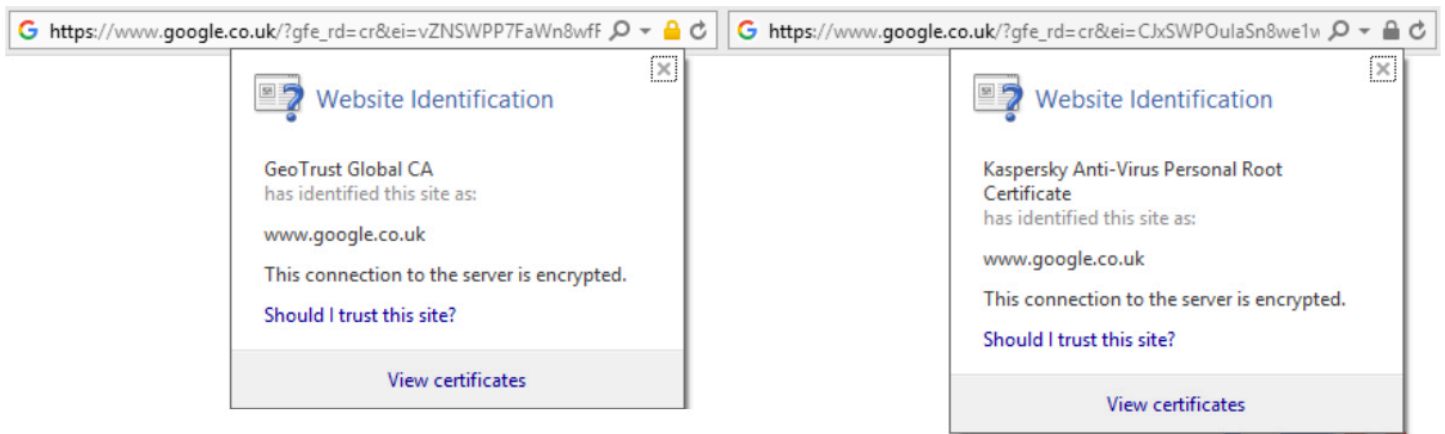 https://www.google.co.uk/?gfe_rd=cr&ei=vZNSWPP7FaWn8wfF
Website Identification
GeoTrust Global CA
has identified this site as:
www.google.co.uk
This connection to the server is encrypted.
Should I trust this site?
View certificates
https://www.google.co.uk/?gfe_rd=cr&ei=CJxSWPOulaSn8we1v
Website Identification
Kaspersky Anti-Virus Personal Root
Certificate
has identified this site as:
www.google.co.uk
This connection to the server is encrypted.
Should I trust this site?
View certificates